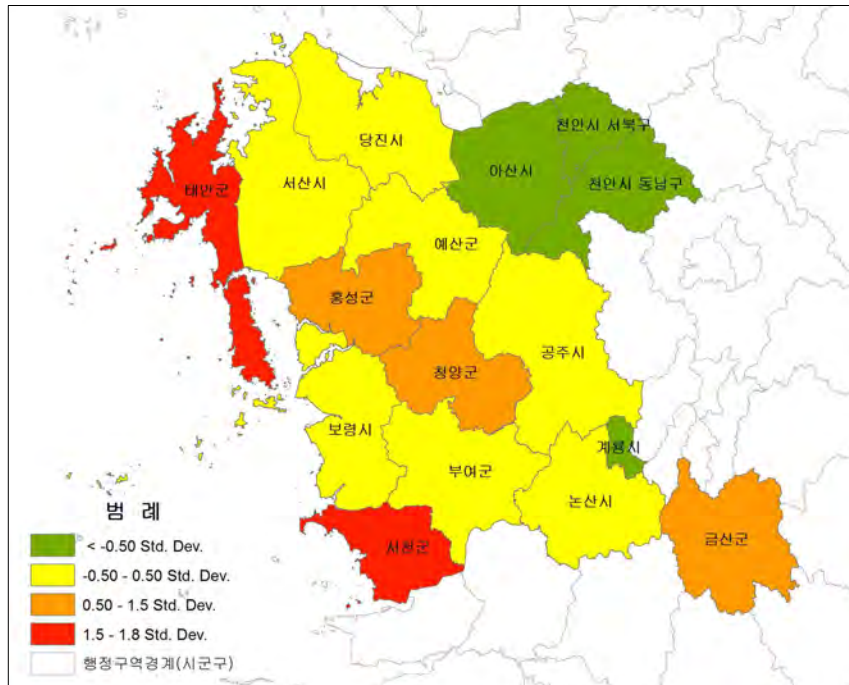 천안시 서북구
당진시
아산시
태안군
서산시
천안시 동남구
예산군
홍성군
공주시
청양군
보령시
계룡시
부여군
논산시
서천군
금산군
범 례
< -0.50 Std. Dev.
-0.50 - 0.50 Std. Dev.
0.50 - 1.5 Std. Dev.
1.5 - 1.8 Std. Dev.
행정구역경계(시군구)